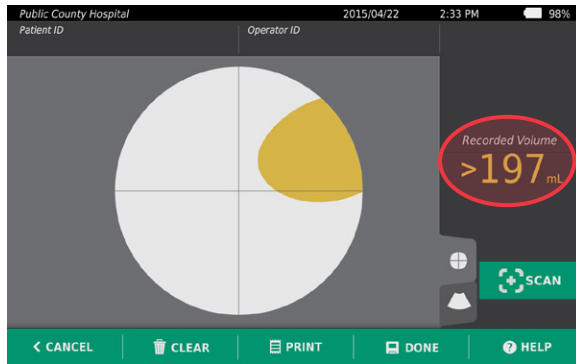 Public County Hospital 2015/04/22 2:33 PM 98%
Patient ID Operator ID
Recorded Volume
>197 mL
SCAN
CANCEL CLEAR PRINT DONE HELP